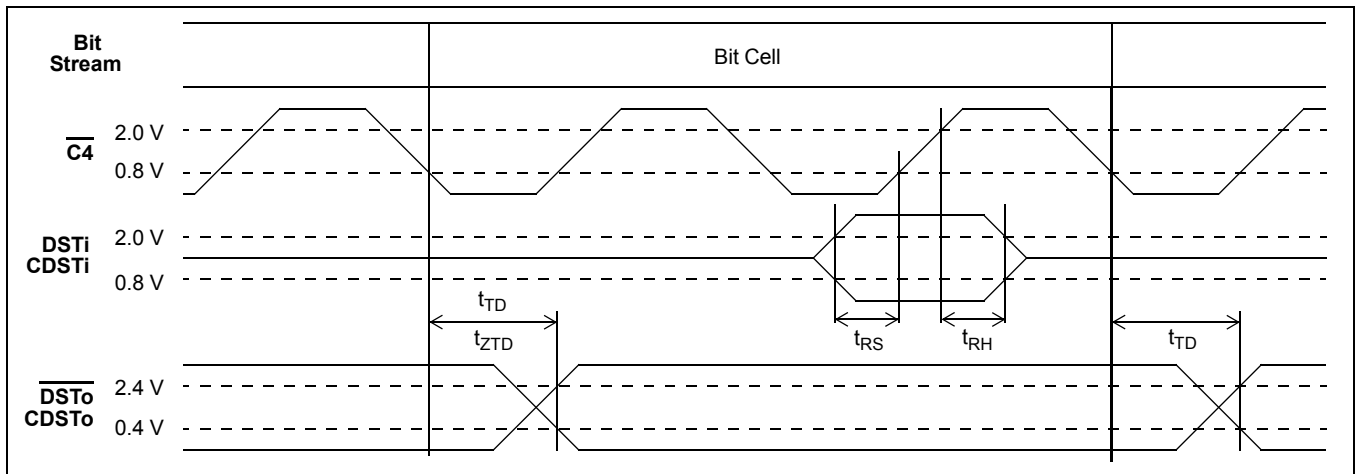 Bit
Stream
Bit Cell
C4
2.0 V
0.8 V
DSTi
CDSTi
2.0 V
0.8 V
tTD
tZTD
tRS
tRH
tTD
DSTo
CDSTo
2.4 V
0.4 V